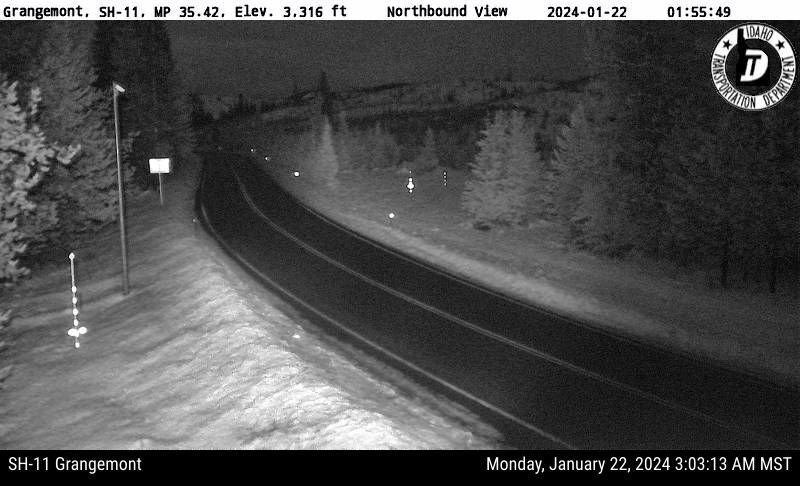 Grangemont, SH-11, MP 35.42, Elev. 3,316 ft Northbound View 2024-01-22 01:55:49
IDAHO
TRANSPORTATION DEPARTMENT
SH-11 Grangemont Monday, January 22, 2024 3:03:13 AM MST